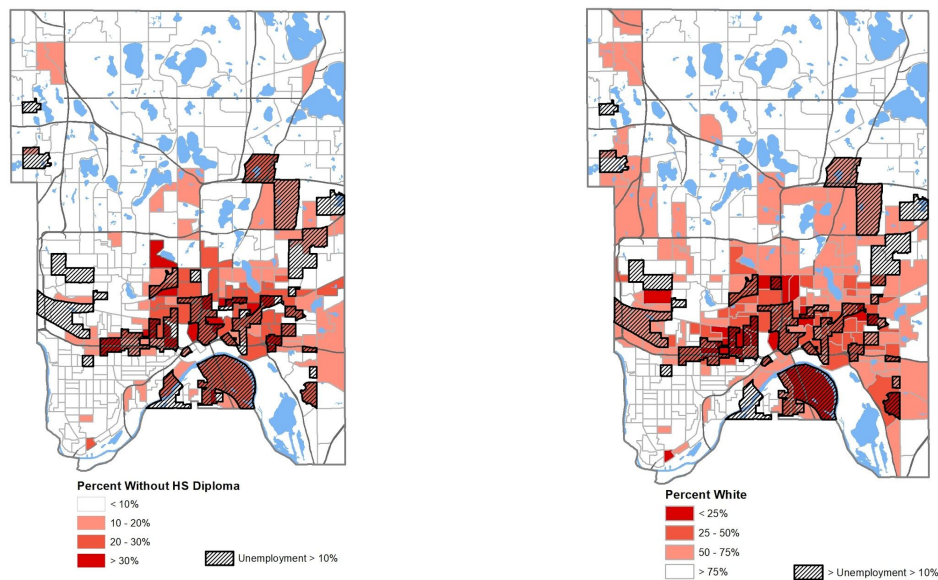 Percent Without HS Diploma
< 10%
10 - 20%
20 - 30%
> 30%
Unemployment > 10%
Percent White
< 25%
25 - 50%
50 - 75%
> 75%
> Unemployment > 10%